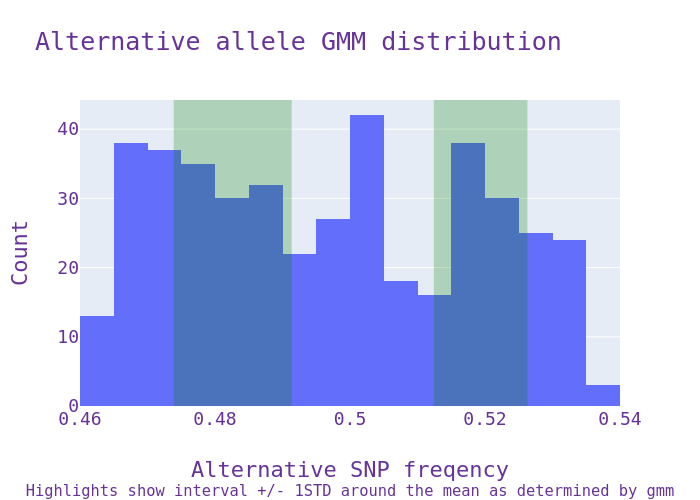 Alternative allele GMM distribution
Count
40
30
20
10
0
0.46 0.48 0.5 0.52 0.54
Alternative SNP freqency
Highlights show interval +/- 1STD around the mean as determined by gmm